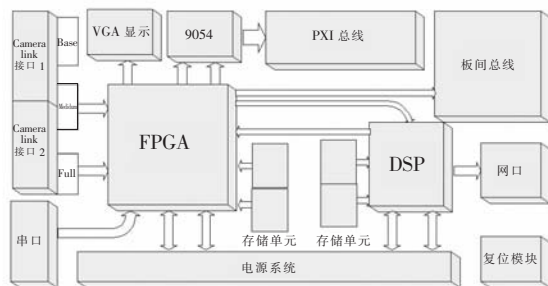 Camera
link
接口 1
Base
VGA 显示
9054
PXI 总线
板间总线
Medium
Camera
link
接口 2
Full
FPGA
DSP
网口
串口
存储单元
存储单元
电源系统
复位模块